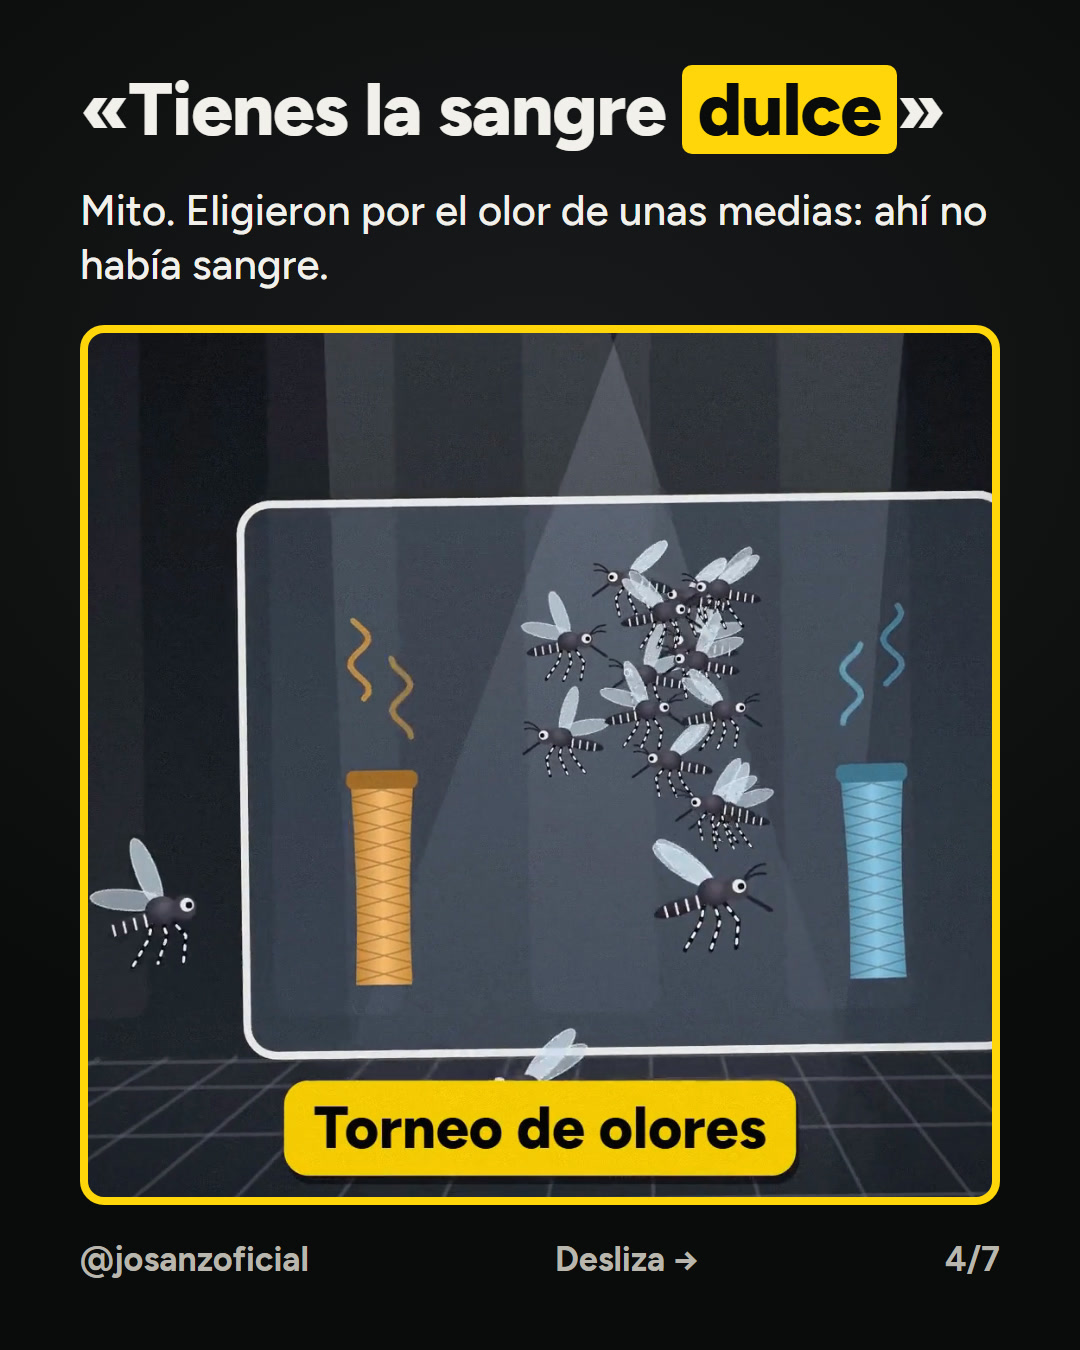 «Tienes la sangre dulce»
Mito. Eligieron por el olor de unas medias: ahí no
había sangre.
Torneo de olores
@josanzoficial
Desliza →
4/7